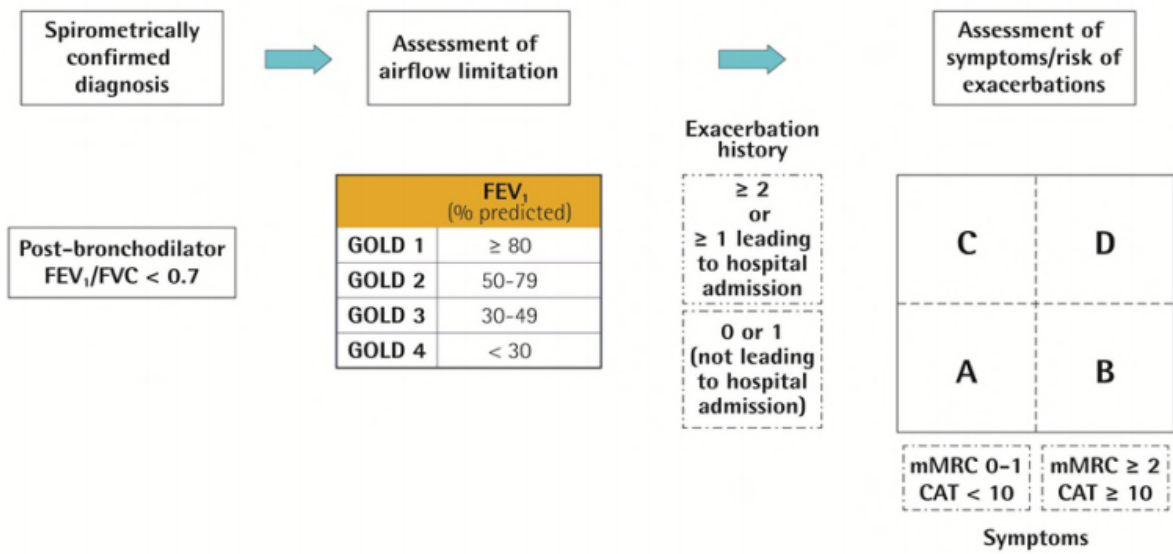 Spirometrically
confirmed
diagnosis
Assessment of
airflow limitation
Assessment of
symptoms/risk of
exacerbations
Post-bronchodilator
FEV₁/FVC < 0.7
FEV₁
(% predicted)
GOLD 1 ≥ 80
GOLD 2 50-79
GOLD 3 30-49
GOLD 4 < 30
Exacerbation
history
≥ 2
or
≥ 1 leading
to hospital
admission
0 or 1
(not leading
to hospital
admission)
C D
A B
mMRC 0-1
CAT < 10
mMRC ≥ 2
CAT ≥ 10
Symptoms